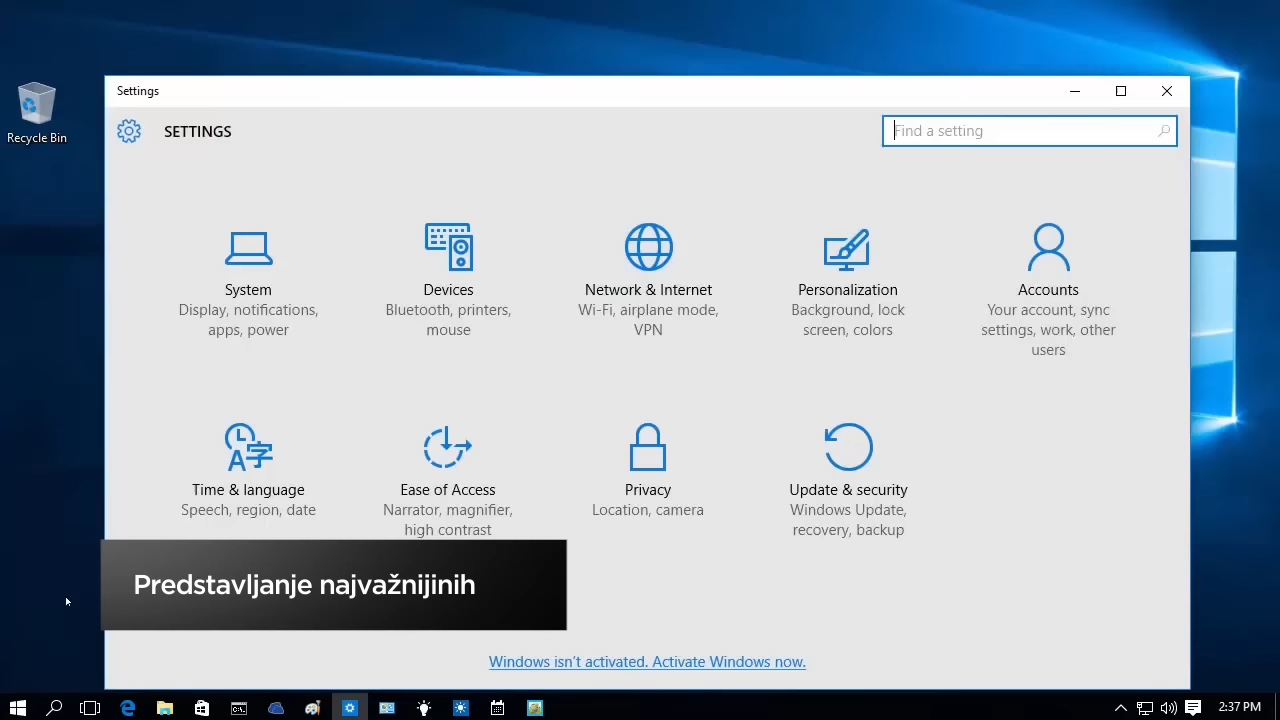 Recycle Bin
Settings
SETTINGS
Find a setting
System
Display, notifications,
apps, power
Devices
Bluetooth, printers,
mouse
Network & Internet
Wi-Fi, airplane mode,
VPN
Personalization
Background, lock
screen, colors
Accounts
Your account, sync
settings, work, other
users
Time & language
Speech, region, date
Ease of Access
Narrator, magnifier,
high contrast
Privacy
Location, camera
Update & security
Windows Update,
recovery, backup
Predstavljanje najvažnijinih
Windows isn't activated. Activate Windows now.
2:37 PM